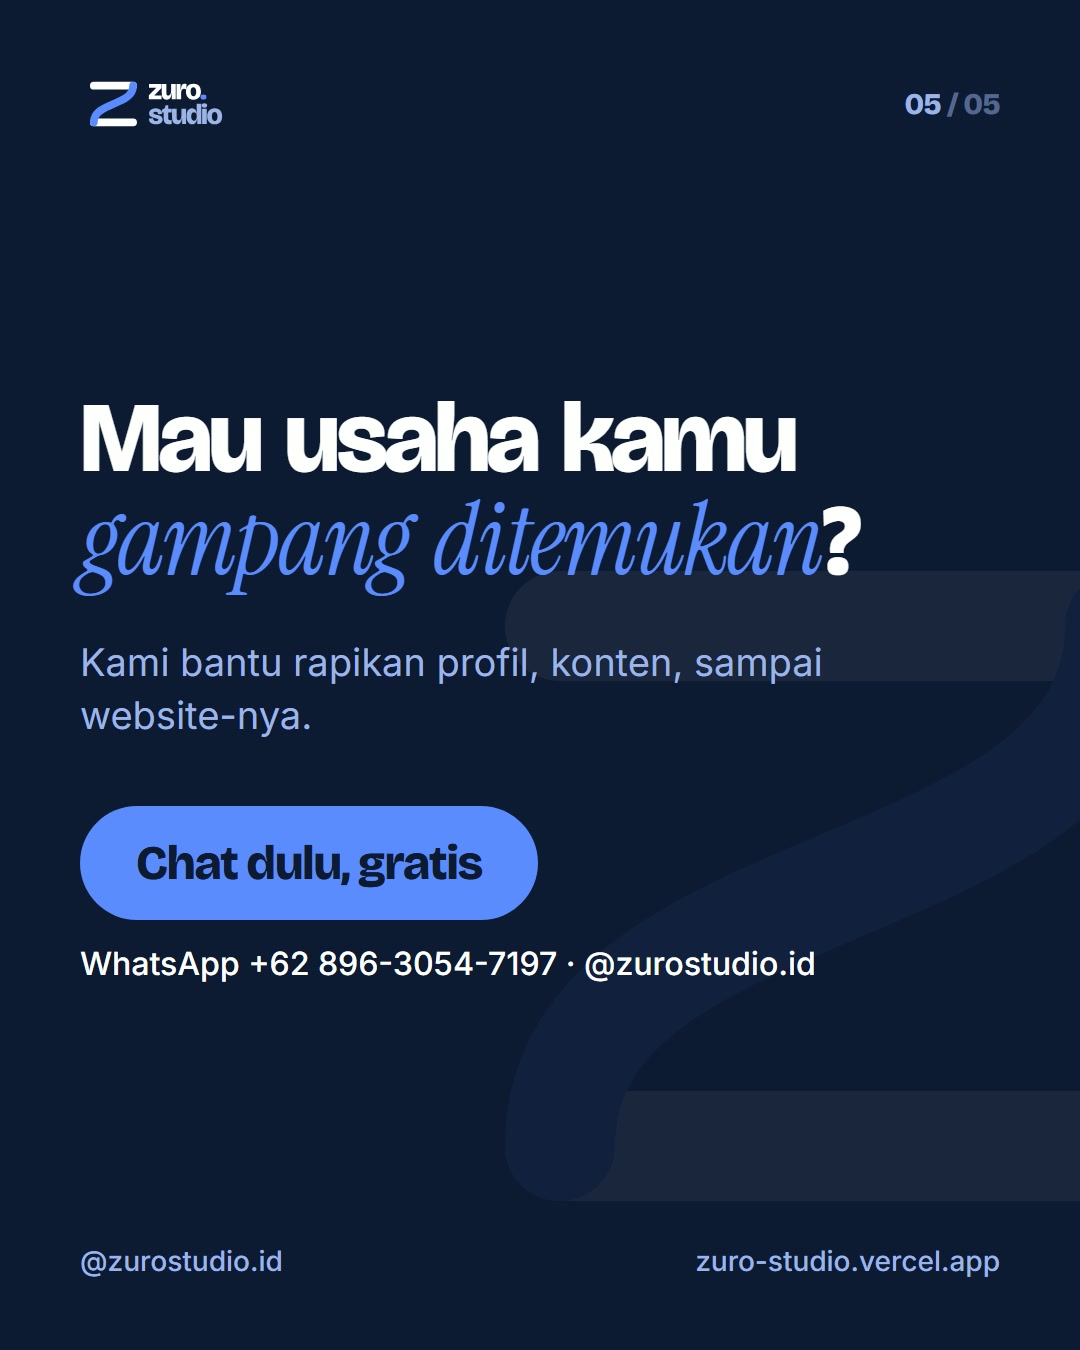 zuro.
studio
05 / 05
Mau usaha kamu
gampang ditemukan?
Kami bantu rapikan profil, konten, sampai
website-nya.
Chat dulu, gratis
WhatsApp +62 896-3054-7197 · @zurostudio.id
@zurostudio.id
zuro-studio.vercel.app